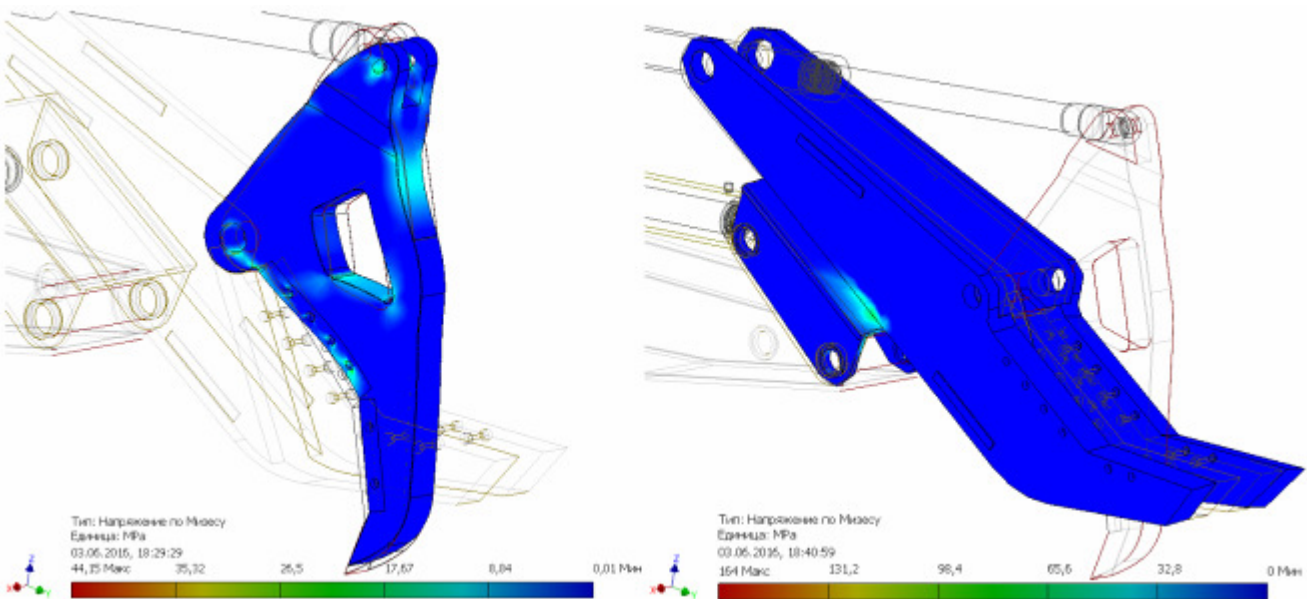 Тип: Напряжение по Мизесу
Единица: MPa
03.06.2016, 18:29:29
44,15 Макс 35,32 26,5 17,67 8,84 0,01 Мин
z
x
y
Тип: Напряжение по Мизесу
Единица: MPa
03.06.2016, 18:40:59
164 Макс 131,2 98,4 65,6 32,8 0 Мин
z
x
y